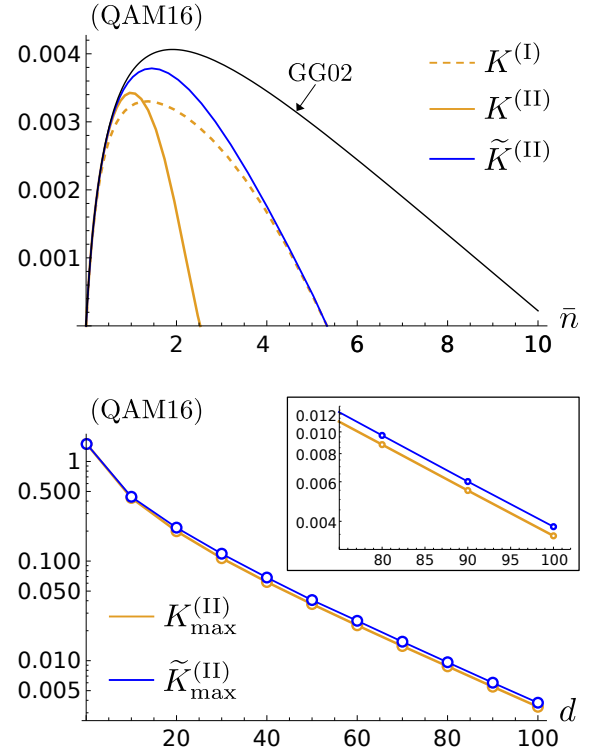 (QAM16)
0.004
0.003
0.002
0.001
GG02
K^(I)
K^(II)
K̃^(II)
2 4 6 8 10
n̄
(QAM16)
1
0.500
0.100
0.050
0.010
0.005
K_max^(II)
K̃_max^(II)
20 40 60 80 100
d
0.012
0.010
0.008
0.006
0.004
80 85 90 95 100